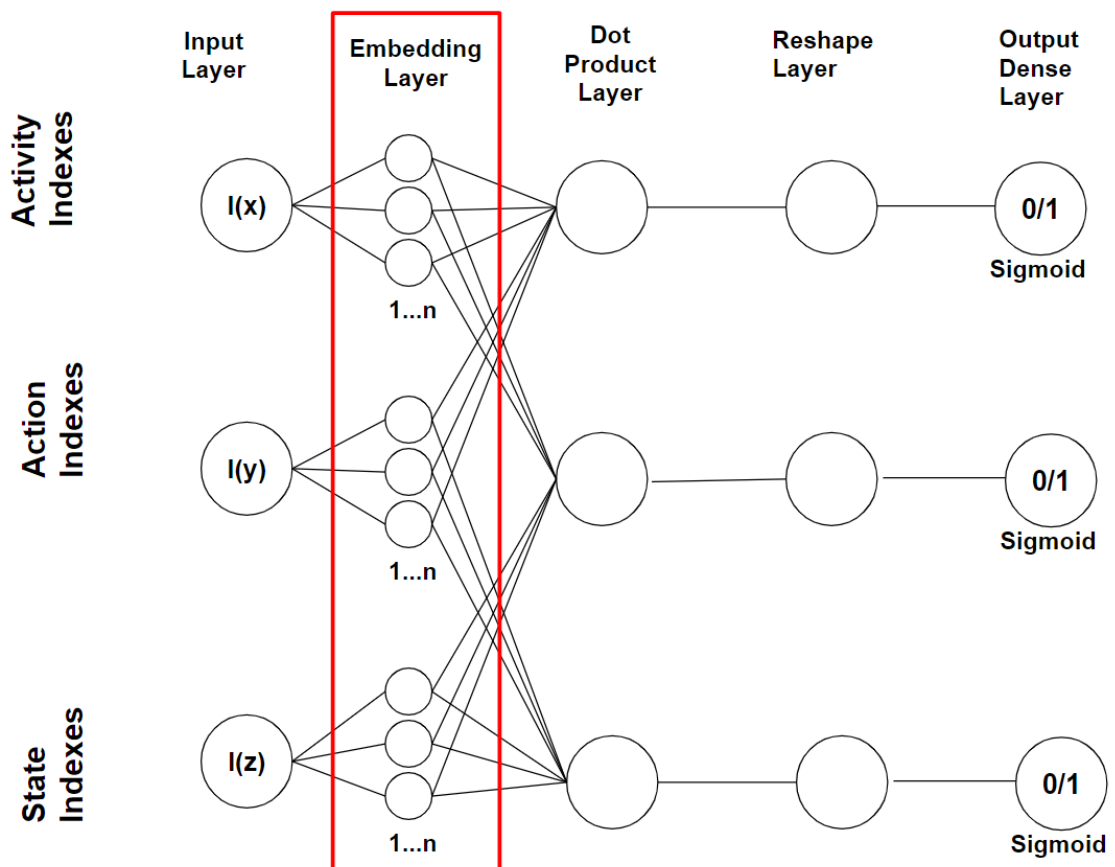 Input
Layer
Embedding
Layer
Dot
Product
Layer
Reshape
Layer
Output
Dense
Layer
Activity
Indexes
I(x)
1...n
0/1
Sigmoid
Action
Indexes
I(y)
1...n
0/1
Sigmoid
State
Indexes
I(z)
1...n
0/1
Sigmoid